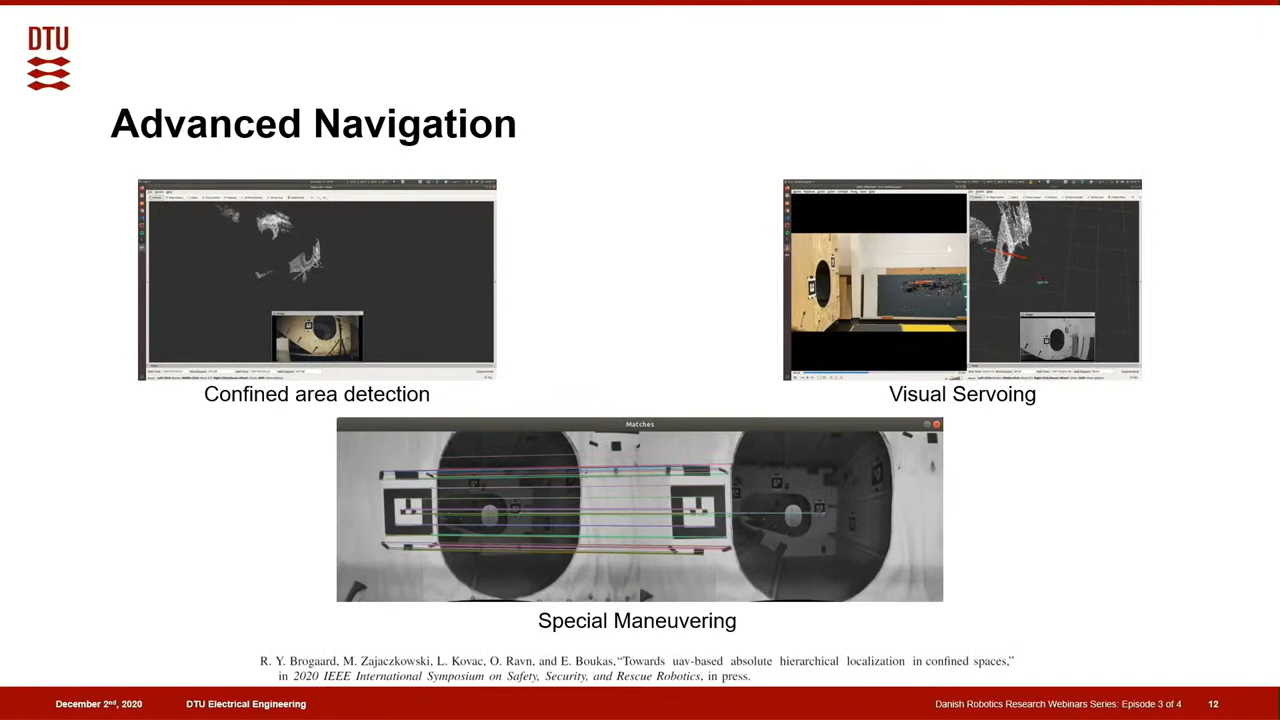 DTU
Advanced Navigation
Confined area detection
Visual Servoing
Matches
Special Maneuvering
R. Y. Brogaard, M. Zajaczkowski, L. Kovac, O. Ravn, and E. Boukas,“Towards uav-based absolute hierarchical localization in confined spaces,”
in 2020 IEEE International Symposium on Safety, Security, and Rescue Robotics, in press.
December 2nd, 2020
DTU Electrical Engineering
Danish Robotics Research Webinars Series: Episode 3 of 4
12